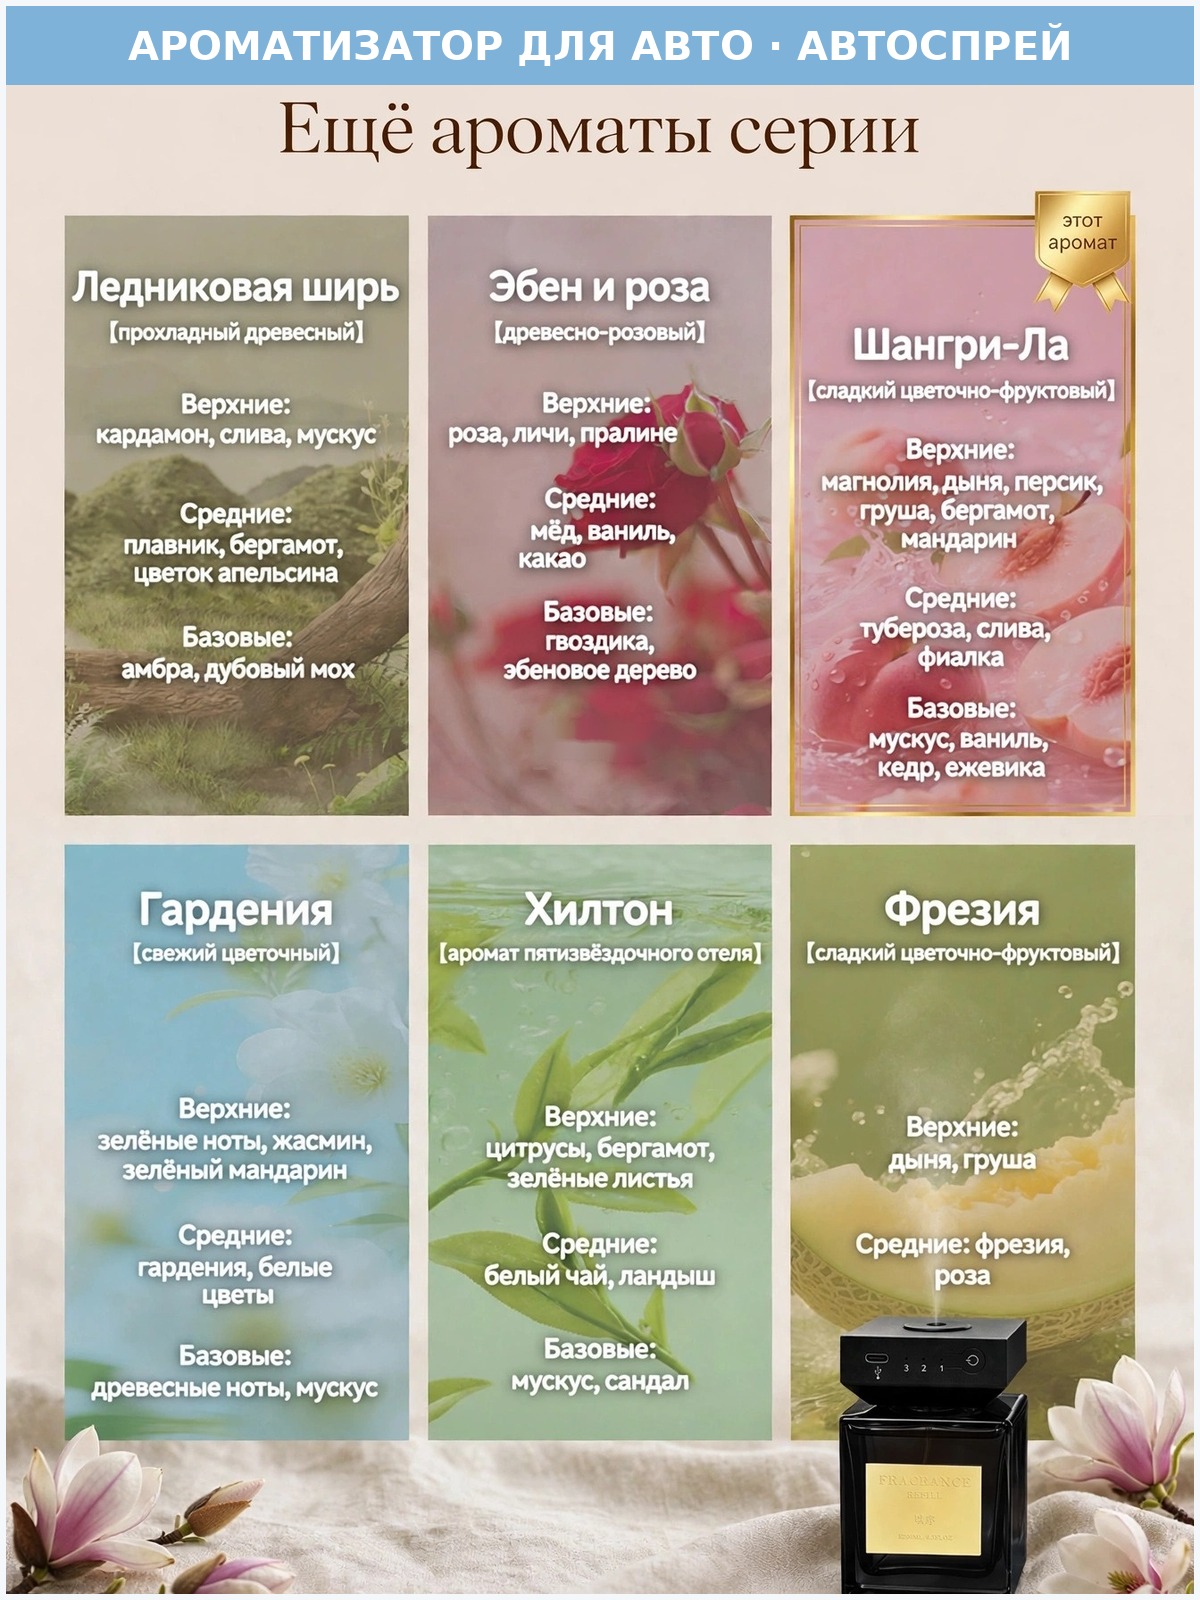 АРОМАТИЗАТОР ДЛЯ АВТО · АВТОСПРЕЙ
Ещё ароматы серии
Ледниковая ширь
【прохладный древесный】
Верхние:
кардамон, слива, мускус
Средние:
плавник, бергамот,
цветок апельсина
Базовые:
амбра, дубовый мох
Эбен и роза
【древесно-розовый】
Верхние:
роза, личи, пралине
Средние:
мёд, ваниль,
какао
Базовые:
гвоздика,
эбеновое дерево
этот
аромат
Шангри-Ла
【сладкий цветочно-фруктовый】
Верхние:
магнолия, дыня, персик,
груша, бергамот,
мандарин
Средние:
тубероза, слива,
фиалка
Базовые:
мускус, ваниль,
кедр, ежевика
Гардения
【свежий цветочный】
Верхние:
зелёные ноты, жасмин,
зелёный мандарин
Средние:
гардения, белые
цветы
Базовые:
древесные ноты, мускус
Хилтон
【аромат пятизвёздочного отеля】
Верхние:
цитрусы, бергамот,
зелёные листья
Средние:
белый чай, ландыш
Базовые:
мускус, сандал
Фрезия
【сладкий цветочно-фруктовый】
Верхние:
дыня, груша
Средние: фрезия,
роза
3 2 1
FRAGRANCE
REFILL